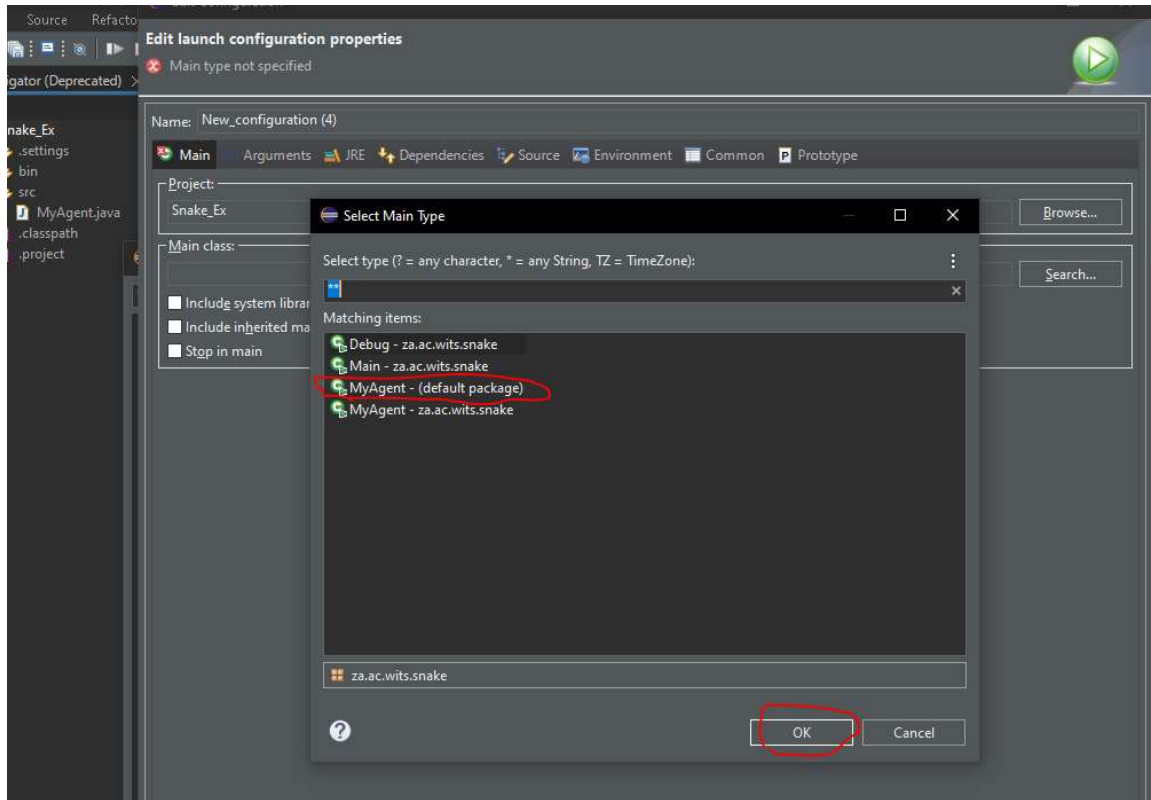 Source Refacto
Edit launch configuration properties
Main type not specified
igator (Deprecated)
Name: New_configuration (4)
nake_Ex
.settings
bin
src
MyAgent.java
.classpath
.project
Main Arguments JRE Dependencies Source Environment Common Prototype
Project:
Snake_Ex
Browse...
Main class:
Search...
Include system librar
Include inherited ma
Stop in main
Select Main Type
Select type (? = any character, * = any String, TZ = TimeZone):
**
Matching items:
Debug - za.ac.wits.snake
Main - za.ac.wits.snake
MyAgent - (default package)
MyAgent - za.ac.wits.snake
za.ac.wits.snake
OK Cancel